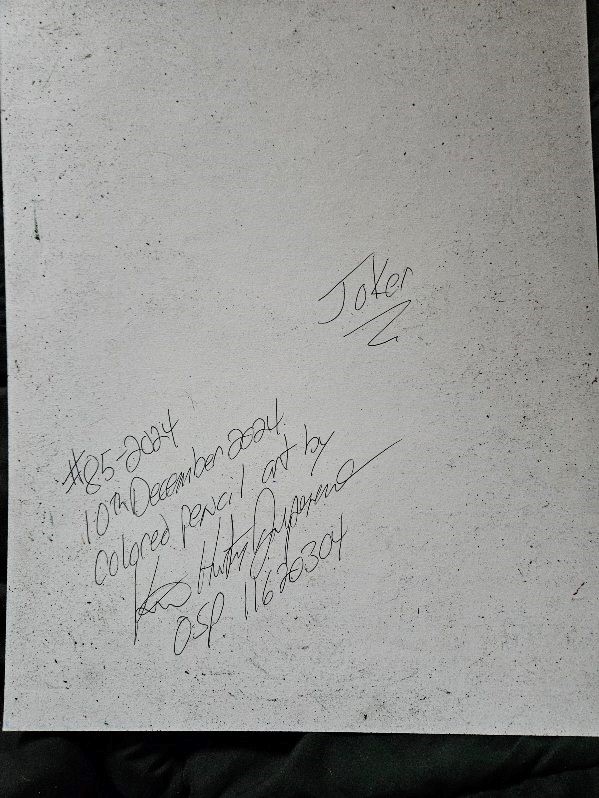 Joker
#85-2024
10th December 2024
Colored pencil art by
OSP. 11620304